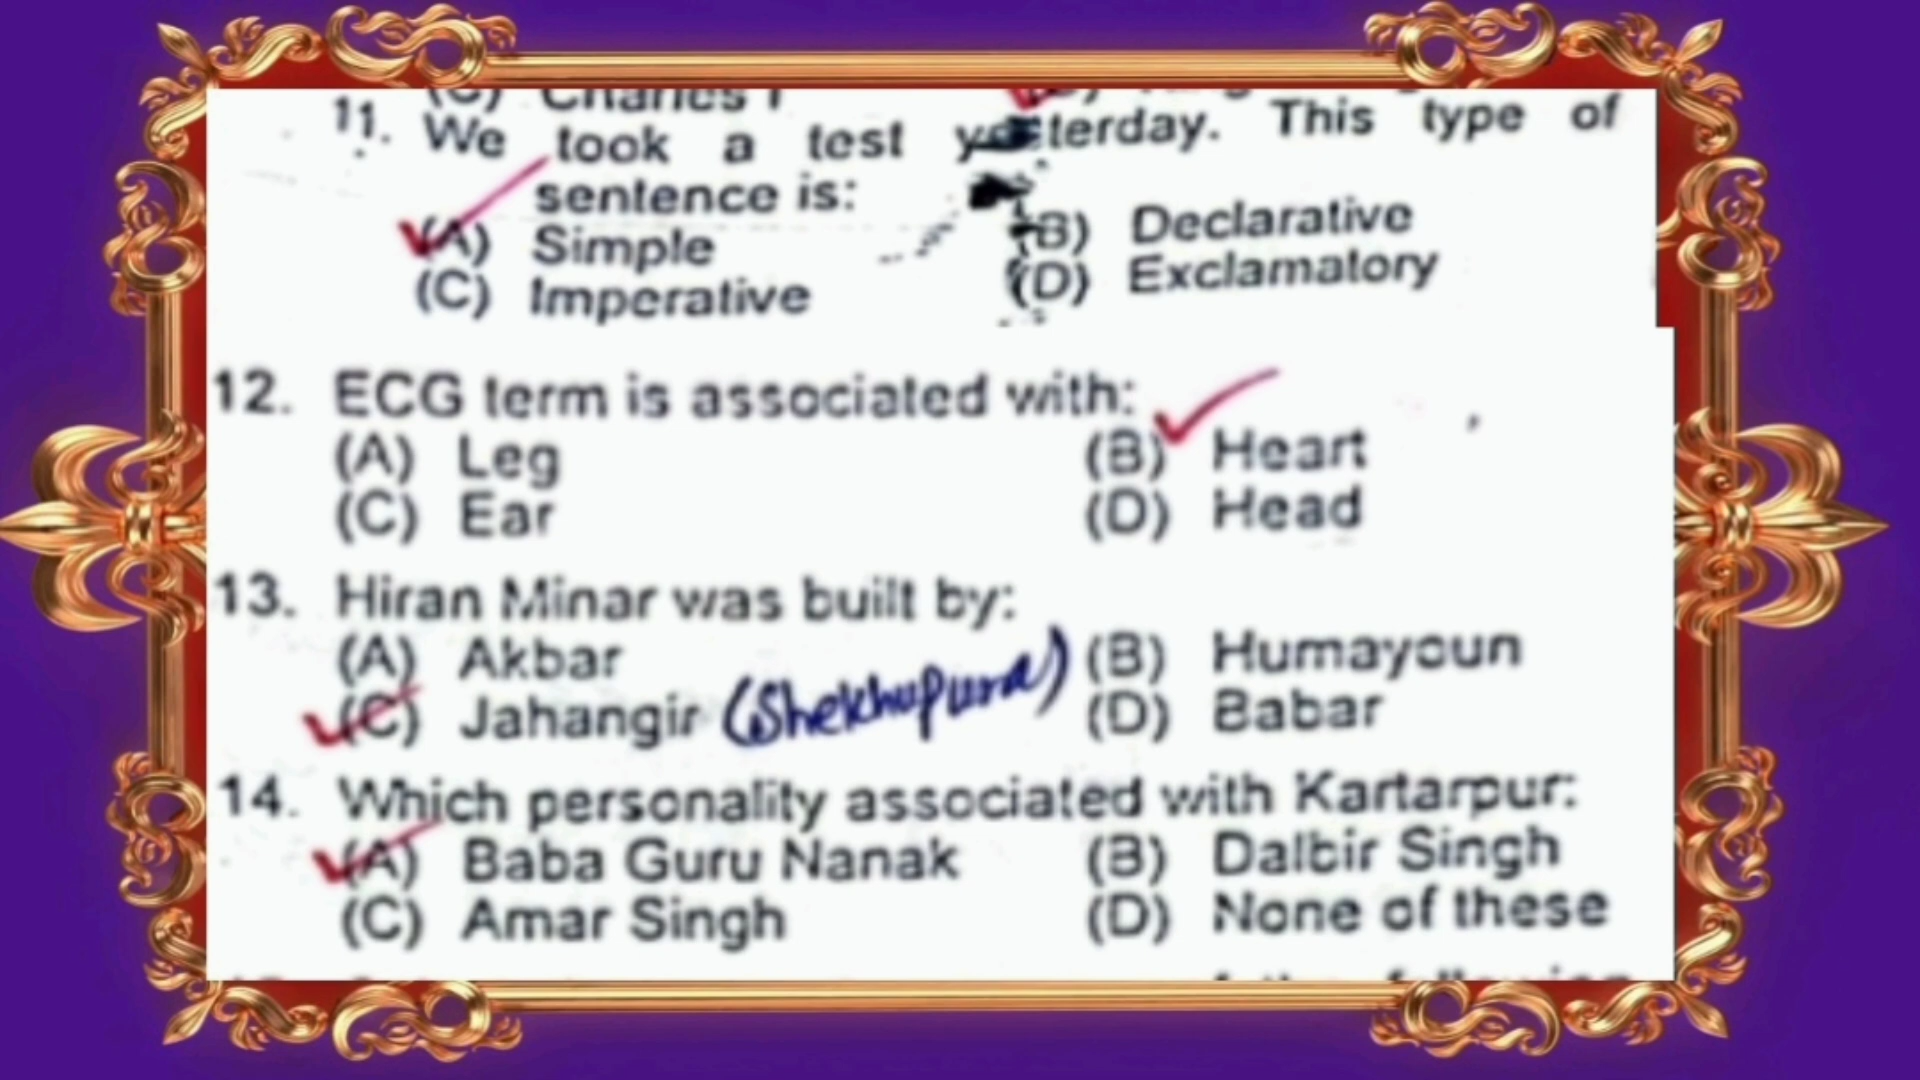 (C) Charles I
11. We took a test yesterday. This type of
sentence is:
(A) Simple (B) Declarative
(C) Imperative (D) Exclamatory
12. ECG term is associated with:
(A) Leg (B) Heart
(C) Ear (D) Head
13. Hiran Minar was built by:
(A) Akbar (B) Humayoun
(C) Jahangir (Shekhupura) (D) Babar
14. Which personality associated with Kartarpur:
(A) Baba Guru Nanak (B) Dalbir Singh
(C) Amar Singh (D) None of these
following